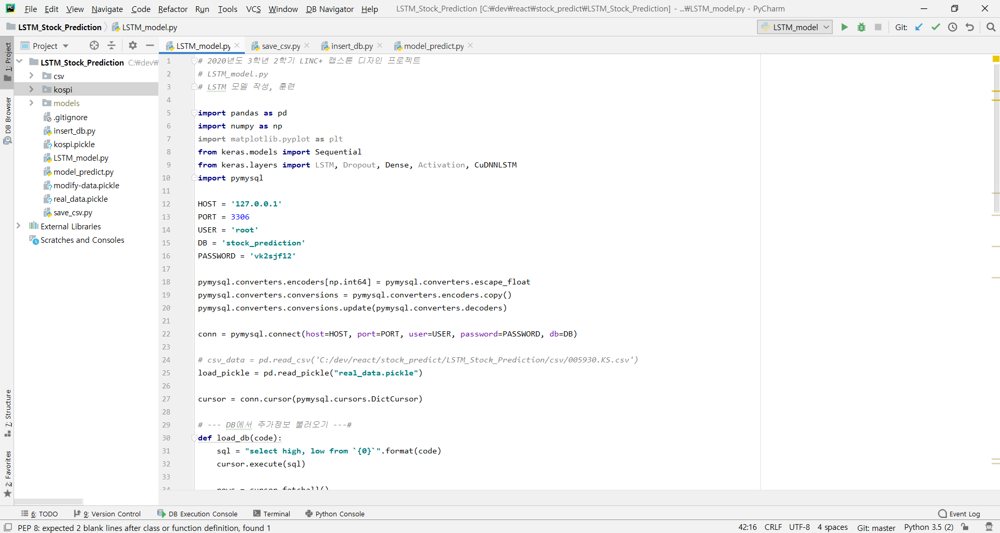 File Edit View Navigate Code Refactor Run Tools VCS Window DB Navigator Help LSTM_Stock_Prediction [C:₩dev₩react₩stock_predict₩LSTM_Stock_Prediction] - ...₩LSTM_model.py - PyCharm
LSTM_Stock_Prediction LSTM_model.py LSTM_model Git:
Project LSTM_model.py save_csv.py insert_db.py model_predict.py
1: Project
DB Browser
7: Structure
2: Favorites
LSTM_Stock_Prediction C:₩dev₩
csv
kospi
models
.gitignore
insert_db.py
kospi.pickle
LSTM_model.py
model_predict.py
modify-data.pickle
real_data.pickle
save_csv.py
External Libraries
Scratches and Consoles
1 # 2020년도 3학년 2학기 LINC+ 캡스톤 디자인 프로젝트
2 # LSTM_model.py
3 # LSTM 모델 작성, 훈련
4
5 import pandas as pd
6 import numpy as np
7 import matplotlib.pyplot as plt
8 from keras.models import Sequential
9 from keras.layers import LSTM, Dropout, Dense, Activation, CuDNNLSTM
10 import pymysql
11
12 HOST = '127.0.0.1'
13 PORT = 3306
14 USER = 'root'
15 DB = 'stock_prediction'
16 PASSWORD = 'vk2sjf12'
17
18 pymysql.converters.encoders[np.int64] = pymysql.converters.escape_float
19 pymysql.converters.conversions = pymysql.converters.encoders.copy()
20 pymysql.converters.conversions.update(pymysql.converters.decoders)
21
22 conn = pymysql.connect(host=HOST, port=PORT, user=USER, password=PASSWORD, db=DB)
23
24 # csv_data = pd.read_csv('C:/dev/react/stock_predict/LSTM_Stock_Prediction/csv/005930.KS.csv')
25 load_pickle = pd.read_pickle("real_data.pickle")
26
27 cursor = conn.cursor(pymysql.cursors.DictCursor)
28
29 # --- DB에서 주가정보 불러오기 ---#
30 def load_db(code):
31 sql = "select high, low from `{0}`".format(code)
32 cursor.execute(sql)
33
34 rows = cursor.fetchall()
6: TODO 9: Version Control DB Execution Console Terminal Python Console Event Log
PEP 8: expected 2 blank lines after class or function definition, found 1 42:16 CRLF UTF-8 4 spaces Git: master Python 3.5 (2)